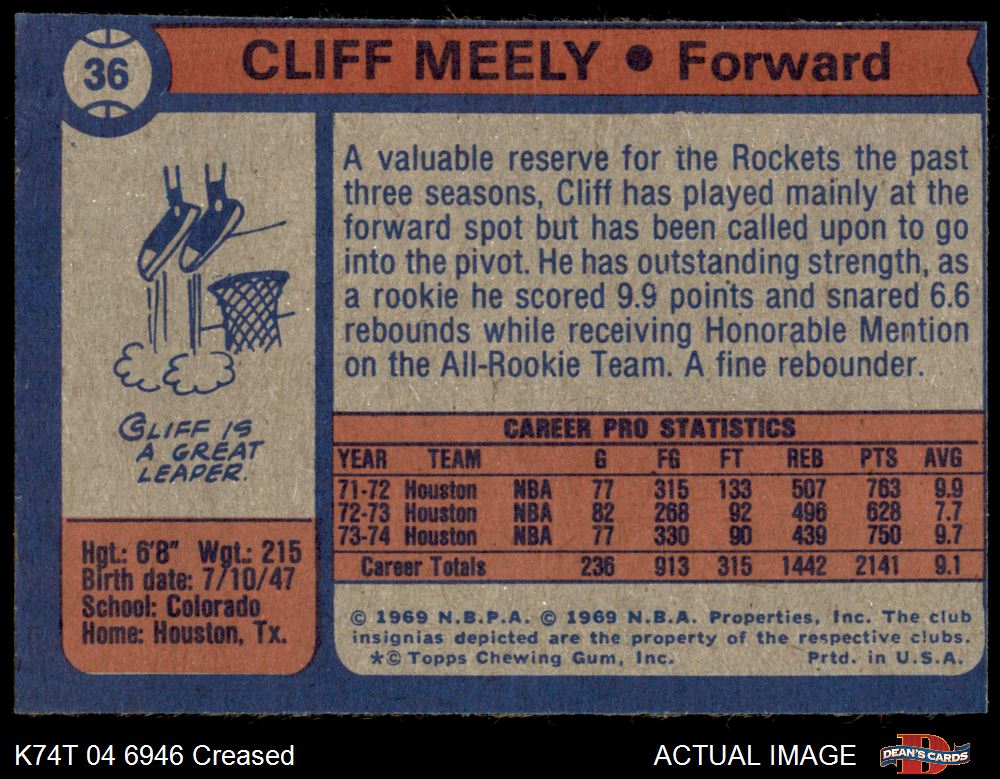 36
CLIFF MEELY • Forward
A valuable reserve for the Rockets the past
three seasons, Cliff has played mainly at the
forward spot but has been called upon to go
into the pivot. He has outstanding strength, as
a rookie he scored 9.9 points and snared 6.6
rebounds while receiving Honorable Mention
on the All-Rookie Team. A fine rebounder.
CLIFF IS
A GREAT
LEAPER.
Hgt.: 6'8" Wgt.: 215
Birth date: 7/10/47
School: Colorado
Home: Houston, Tx.
CAREER PRO STATISTICS
YEAR TEAM G FG FT REB PTS AVG
71-72 Houston NBA 77 315 133 507 763 9.9
72-73 Houston NBA 82 268 92 496 628 7.7
73-74 Houston NBA 77 330 90 439 750 9.7
Career Totals 236 913 315 1442 2141 9.1
© 1969 N.B.P.A. © 1969 N.B.A. Properties, Inc. The club
insignias depicted are the property of the respective clubs.
*© Topps Chewing Gum, Inc. Prtd. in U.S.A.
K74T 04 6946 Creased
ACTUAL IMAGE
DEAN'S CARDS